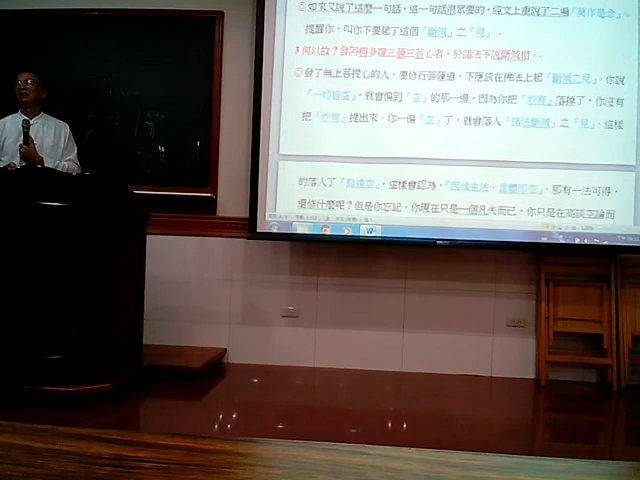 ◎如來又說了這麼一句話，這一句話很緊要的，經文上重說了二遍『莫作是念』。
提醒你，叫你不要起了這個「斷滅」之「見」。
3 何以故？發阿耨多羅三藐三菩提心者，於諸法不說斷滅相。
◎發了無上菩提心的人，要修行菩薩道，不應該在佛法上起「斷滅之見」。你說
「一切皆空」，就會偏到「空」的那一邊，因為你把「妙有」落掉了。你沒有
把「妙有」提出來，你一偏「空」了，就會落入「諸法斷滅」之「見」。這樣
的落入了「偏邊空」，這樣會認為，「因緣生法，當體即空」，那有一法可得，
還修什麼呢？但是你忘記，你現在只是一個凡夫而已，你只是在高談空論而